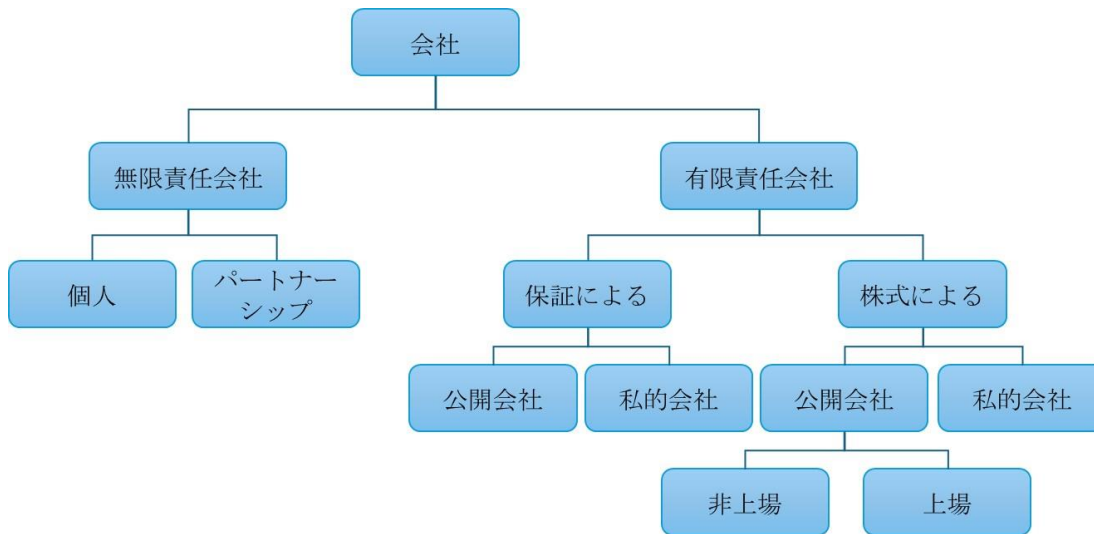 会社
無限責任会社
有限責任会社
個人
パートナー
シップ
保証による
株式による
公開会社
私的会社
公開会社
私的会社
非上場
上場